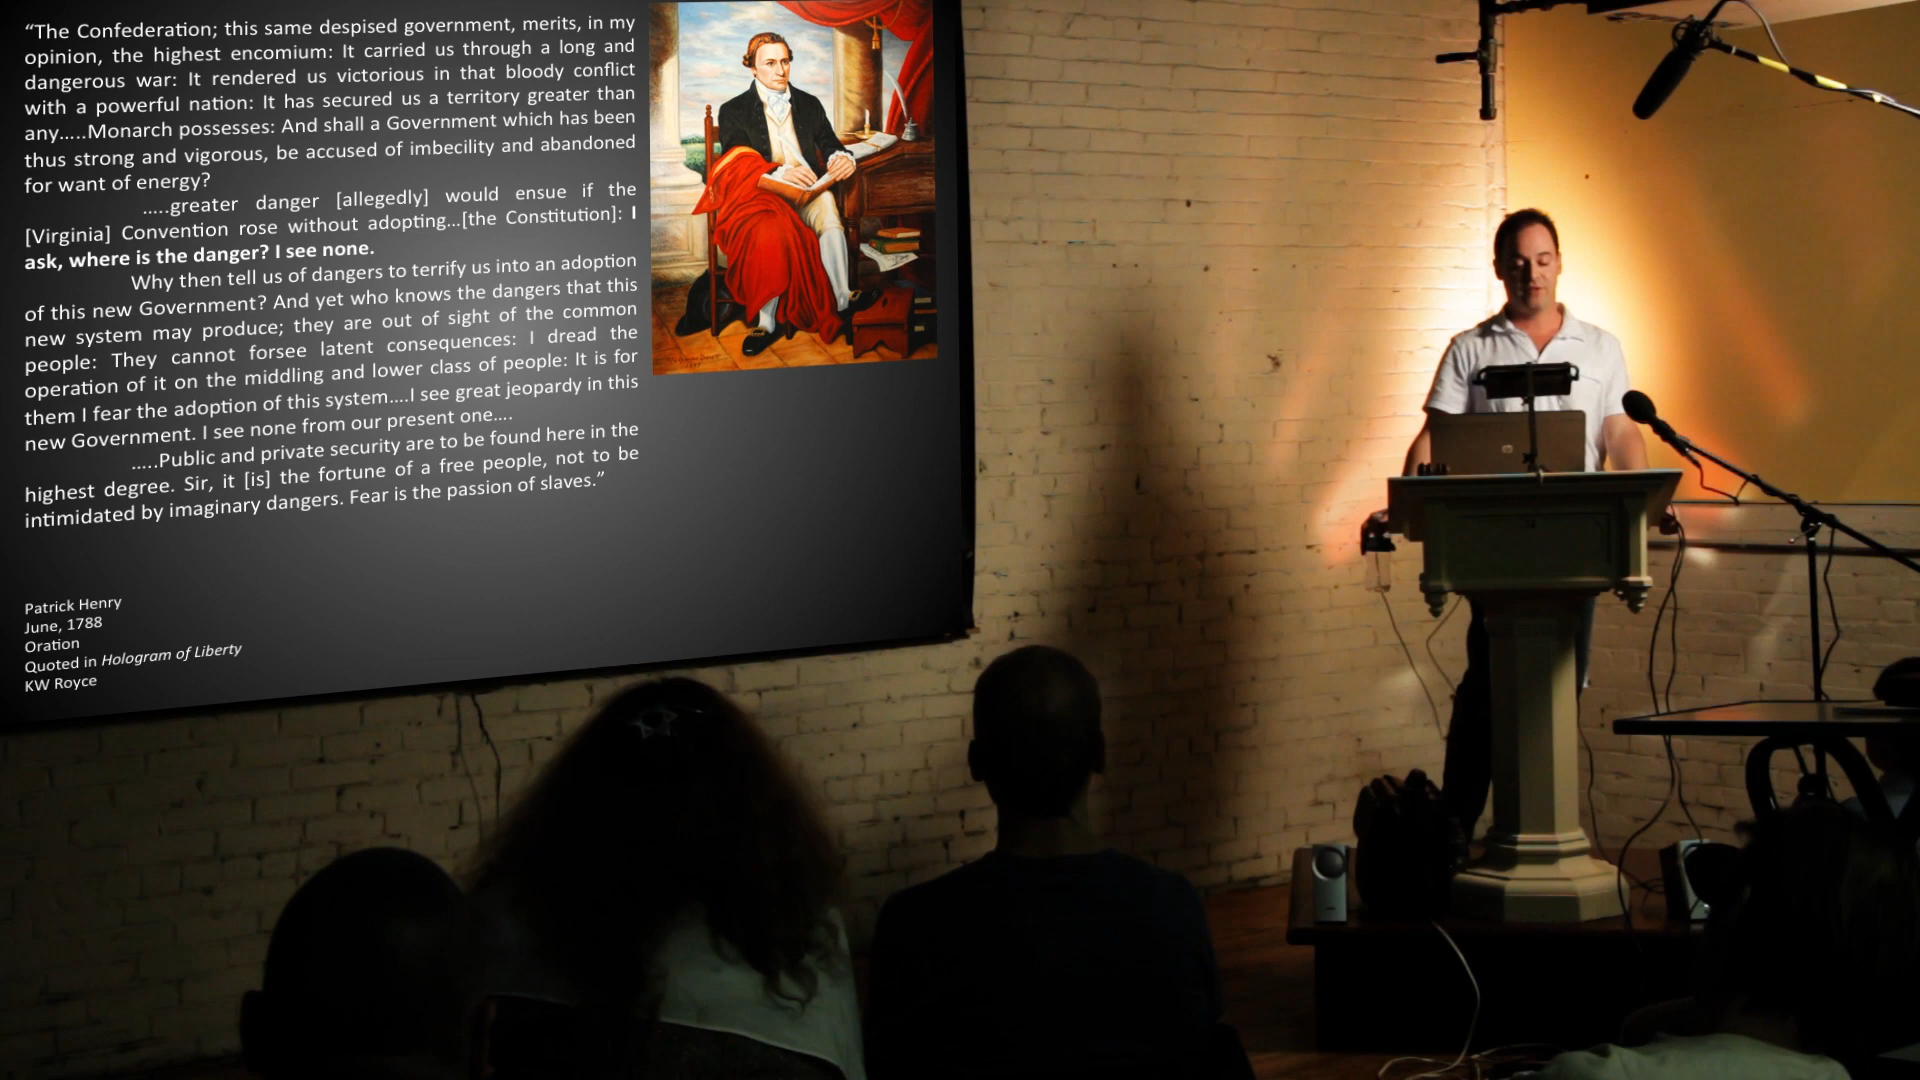 “The Confederation; this same despised government, merits, in my
opinion, the highest encomium: It carried us through a long and
dangerous war: It rendered us victorious in that bloody conflict
with a powerful nation: It has secured us a territory greater than
any…..Monarch possesses: And shall a Government which has been
thus strong and vigorous, be accused of imbecility and abandoned
for want of energy?
…..greater danger [allegedly] would ensue if the
[Virginia] Convention rose without adopting…[the Constitution]: I
ask, where is the danger? I see none.
Why then tell us of dangers to terrify us into an adoption
of this new Government? And yet who knows the dangers that this
new system may produce; they are out of sight of the common
people: They cannot forsee latent consequences: I dread the
operation of it on the middling and lower class of people: It is for
them I fear the adoption of this system….I see great jeopardy in this
new Government. I see none from our present one….
…..Public and private security are to be found here in the
highest degree. Sir, it [is] the fortune of a free people, not to be
intimidated by imaginary dangers. Fear is the passion of slaves.”
Patrick Henry
June, 1788
Oration
Quoted in Hologram of Liberty
KW Royce